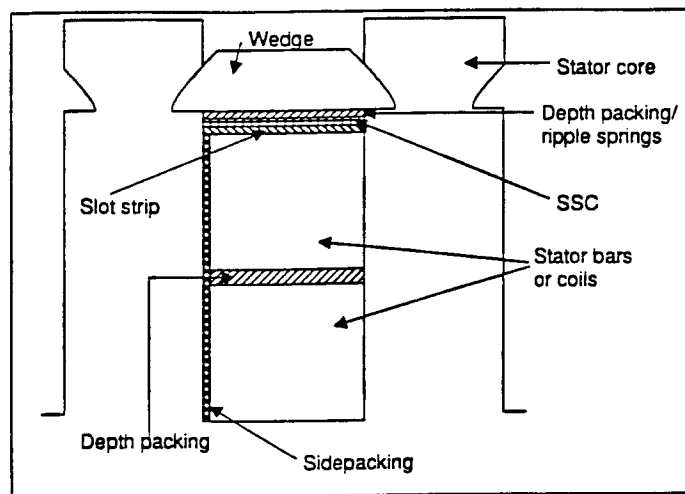 Wedge
Stator core
Depth packing/
ripple springs
Slot strip
SSC
Stator bars
or coils
Depth packing
Sidepacking